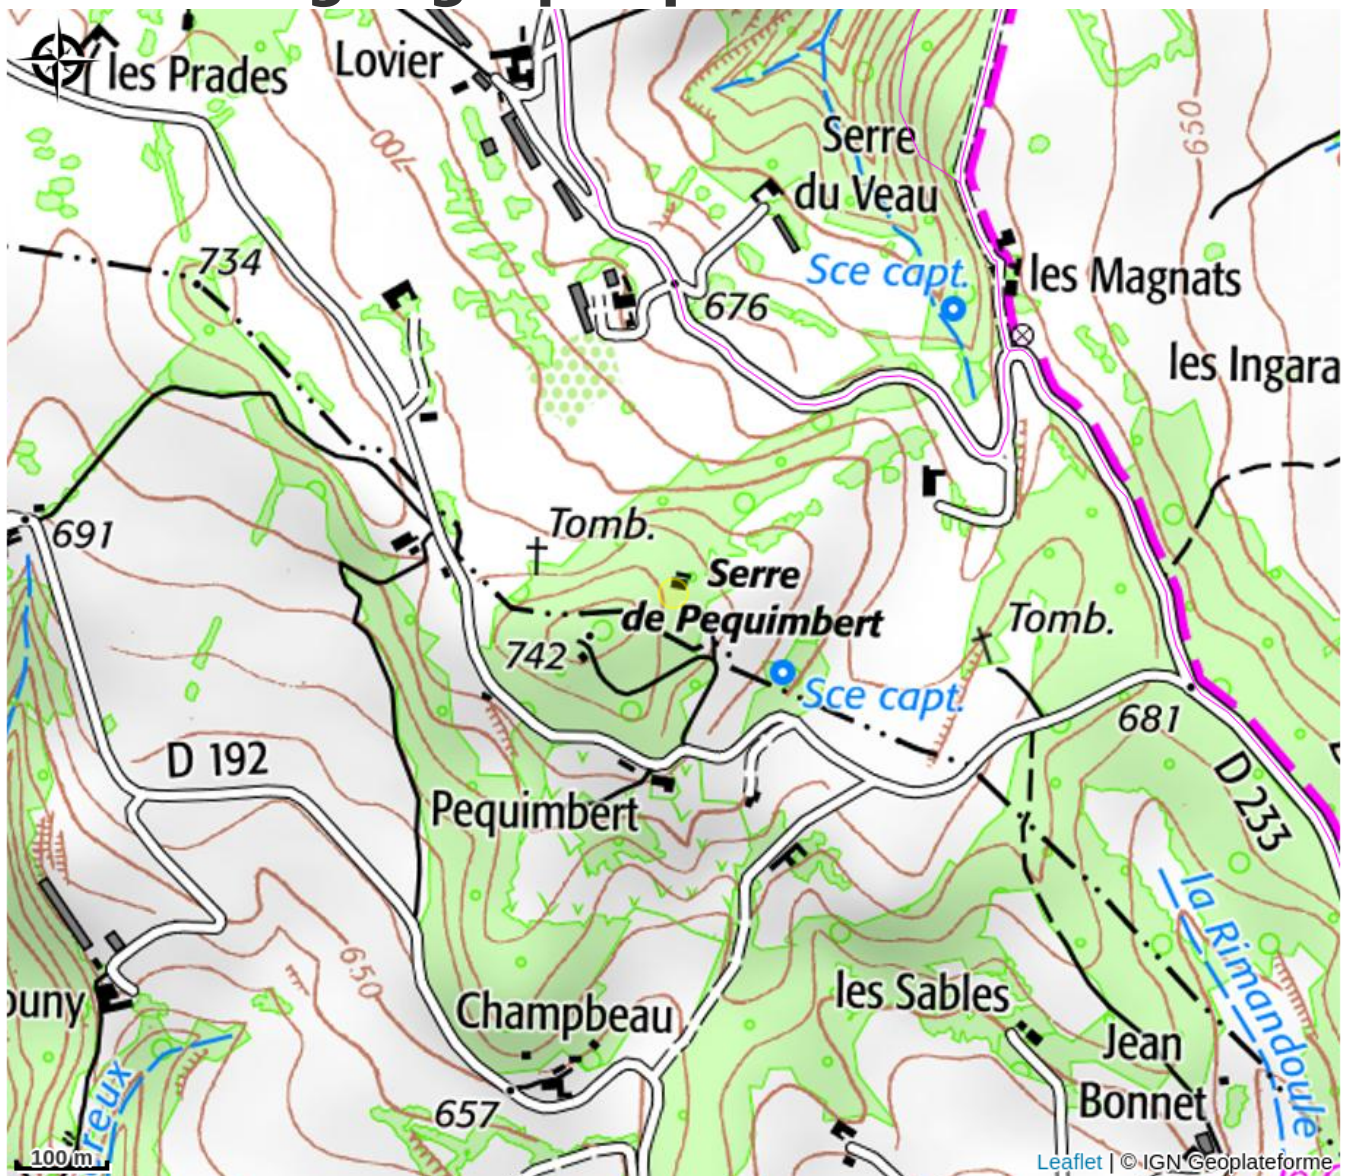 les Prades
Lovier
Serre
du Veau
650
700
734
Sce capt.
les Magnats
676
les Ingara
691
Tomb.
Serre
de Pequimbert
742
Tomb.
Sce capt.
681
D 192
D 233
Pequimbert
la Rimandoule
650
les Sables
Champbeau
ouny
Jean
Bonnet
657
reux
100 m
Leaflet | © IGN-Geoplateforme